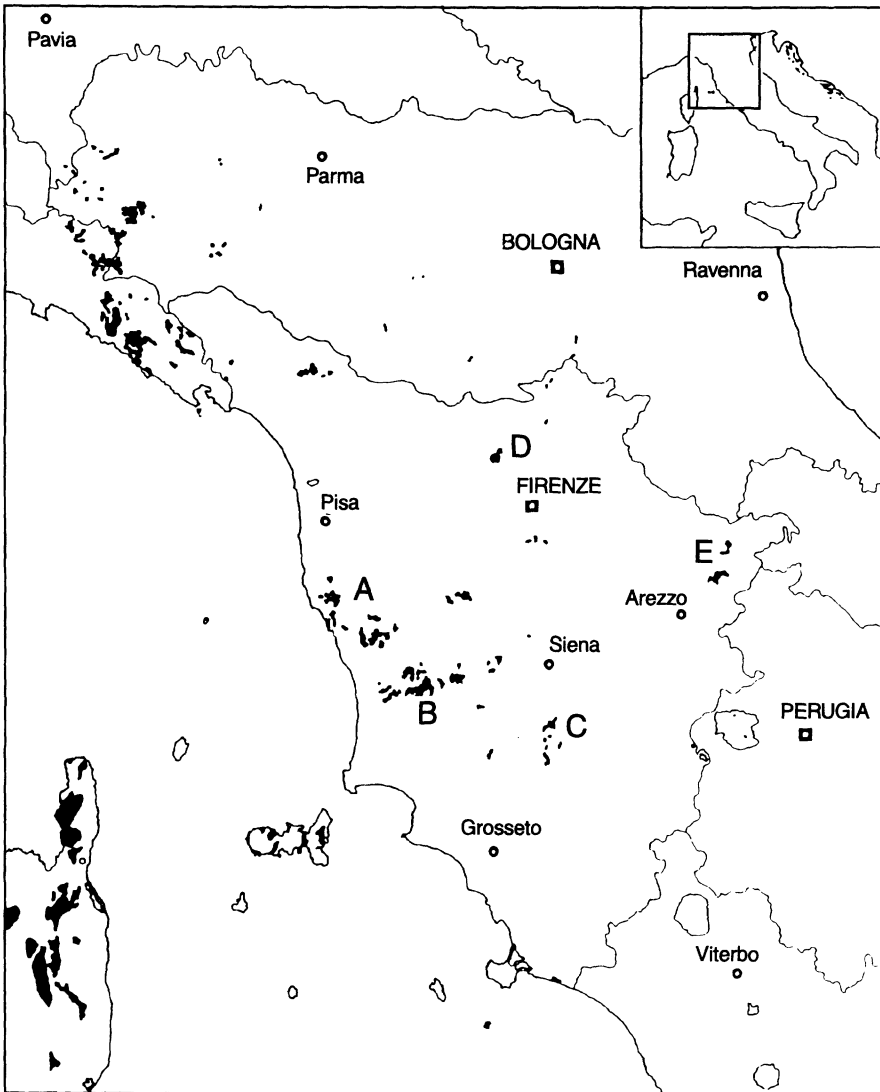 Pavia
Parma
BOLOGNA
Ravenna
D
FIRENZE
Pisa
E
A
Arezzo
Siena
B
C
PERUGIA
Grosseto
Viterbo